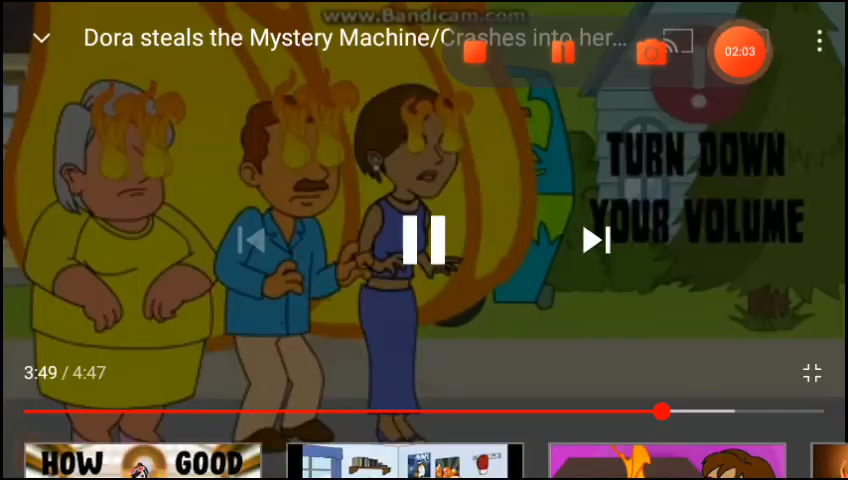 www.Bandicam.com
Dora steals the Mystery Machine/Crashes into her...
02:03
TURN DOWN
YOUR VOLUME
3:49 / 4:47
HOW GOOD